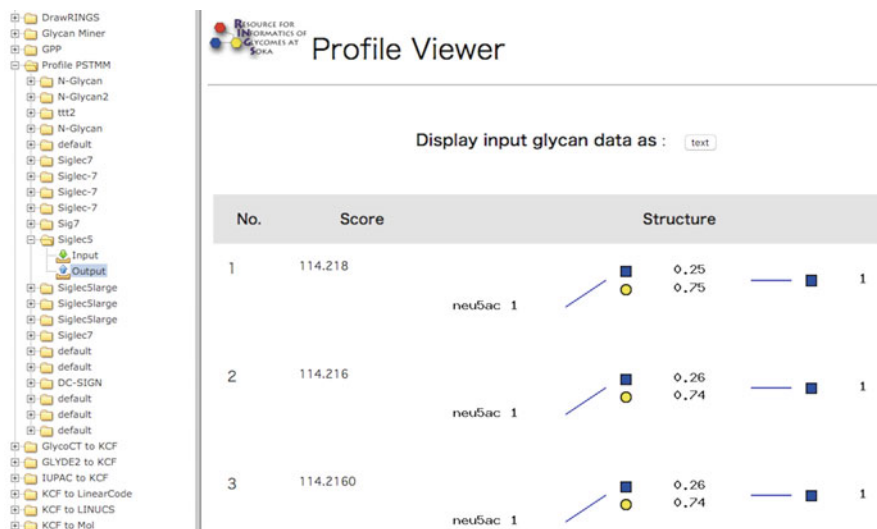 DrawRINGS
Glycan Miner
GPP
Profile PSTMM
N-Glycan
N-Glycan2
ttt2
N-Glycan
default
Siglec7
Siglec-7
Siglec-7
Siglec-7
Sig7
Siglec5
Input
Output
Siglec5large
Siglec5large
Siglec5large
Siglec7
default
default
DC-SIGN
default
default
default
GlycoCT to KCF
GLYDE2 to KCF
IUPAC to KCF
KCF to LinearCode
KCF to LINUCS
KCF to Mol
RESOURCE FOR
INFORMATICS OF
GLYCOMES AT
SOKA
Profile Viewer
Display input glycan data as : text
No. Score Structure
1 114.218 0.25
0.75 1
neu5ac 1
2 114.216 0.26
0.74 1
neu5ac 1
3 114.2160 0.26
0.74 1
neu5ac 1